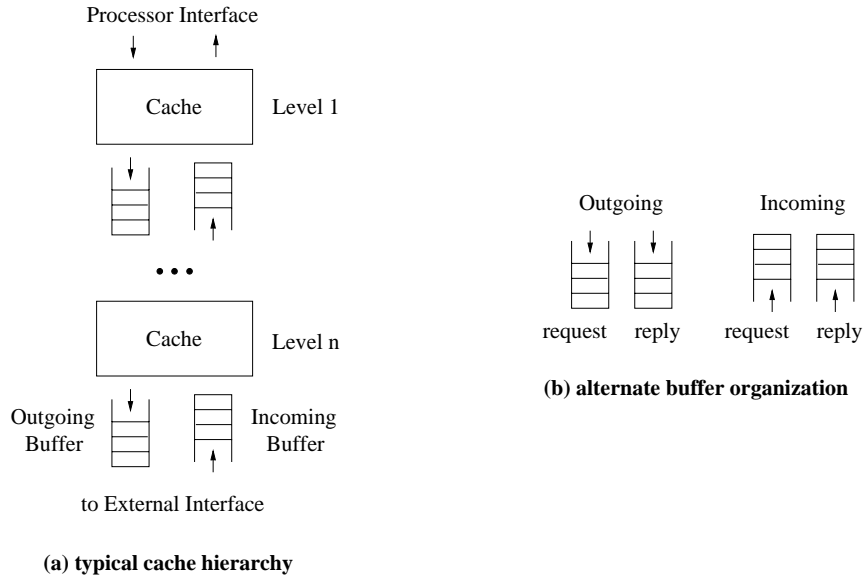 Processor Interface
Cache
Level 1
•••
Cache
Level n
Outgoing
Buffer
Incoming
Buffer
to External Interface
(a) typical cache hierarchy
Outgoing
Incoming
request
reply
request
reply
(b) alternate buffer organization